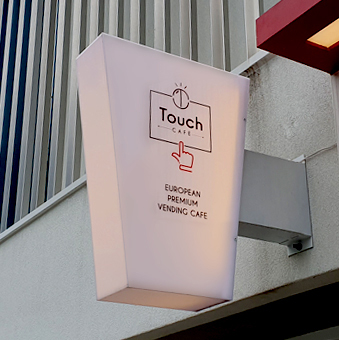 Touch
CAFE
EUROPEAN
PREMIUM
VENDING CAFE